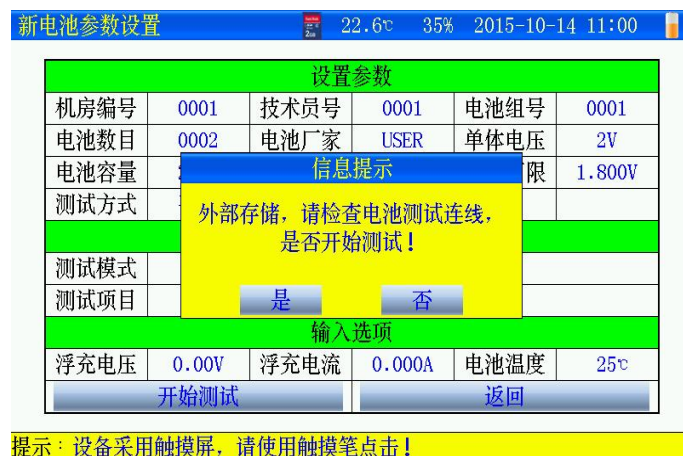 新电池参数设置 22.6℃ 35% 2015-10-14 11:00
设置参数
机房编号 0001 技术员号 0001 电池组号 0001
电池数目 0002 电池厂家 USER 单体电压 2V
电池容量 限 1.800V
测试方式
信息提示
外部存储，请检查电池测试连线，
是否开始测试！
是 否
测试模式
测试项目
输入选项
浮充电压 0.00V 浮充电流 0.000A 电池温度 25℃
开始测试 返回
提示：设备采用触摸屏，请使用触摸笔点击！